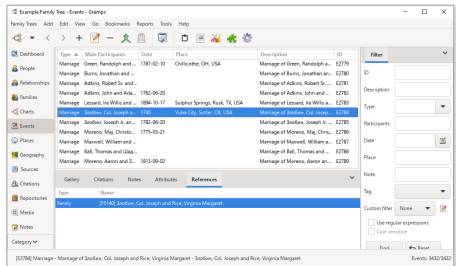 Example Family Tree - Events - Gramps
Family Trees Add Edit View Go Bookmarks Reports Tools Help
Dashboard
People
Relationships
Families
Charts
Events
Places
Geography
Sources
Citations
Repositories
Media
Notes
Category
Type Main Participants Date Place Description ID
Marriage Green, Randolph and ... 1787-02-10 Chillicothe, OH, USA Marriage of Green, Randolph a... E2779
Marriage Burns, Jonathan and ... Marriage of Burns, Jonathan an... E2780
Marriage Adkins, Robert Sr. and... Marriage of Adkins, Robert Sr. ... E2781
Marriage Adkins, John and Ada... 1762-06-20 Marriage of Adkins, John and ... E2782
Marriage Lessard, Ira Willis and ... 1894-10-17 Sulphur Springs, Rusk, TX, USA Marriage of Lessard, Ira Willis a... E2783
Marriage Злобин, Col. Joseph a... 1740 Yuba City, Sutter, CA, USA Marriage of Злобин, Col. Josep... E2784
Marriage Злобин, Joseph Jr. an... 1782-06-20 Marriage of Злобин, Joseph Jr. ... E2785
Marriage Moreno, Maj. Christo... 1775-03-21 Marriage of Moreno, Maj. Chris... E2786
Marriage Maxwell, William and ... Marriage of Maxwell, William a... E2787
Marriage Ball, Thomas and ... Marriage of Ball, Thomas and ... E2788
Marriage Moreno, Aaron and 3... 1813-09-02 Marriage of Moreno, Aaron an... E2789
Gallery Citations Notes Attributes References
Type Name
Family [F0140] Злобин, Col. Joseph and Rice, Virginia Margaret
Filter
ID
Description
Type
Participants
Date
Place
Note
Tag
Custom filter None
Use regular expressions
Case sensitive
Find Reset
[E2784] Marriage - Marriage of Злобин, Col. Joseph and Rice, Virginia Margaret - Злобин, Col. Joseph and Rice, Virginia Margaret Events: 3432/3432